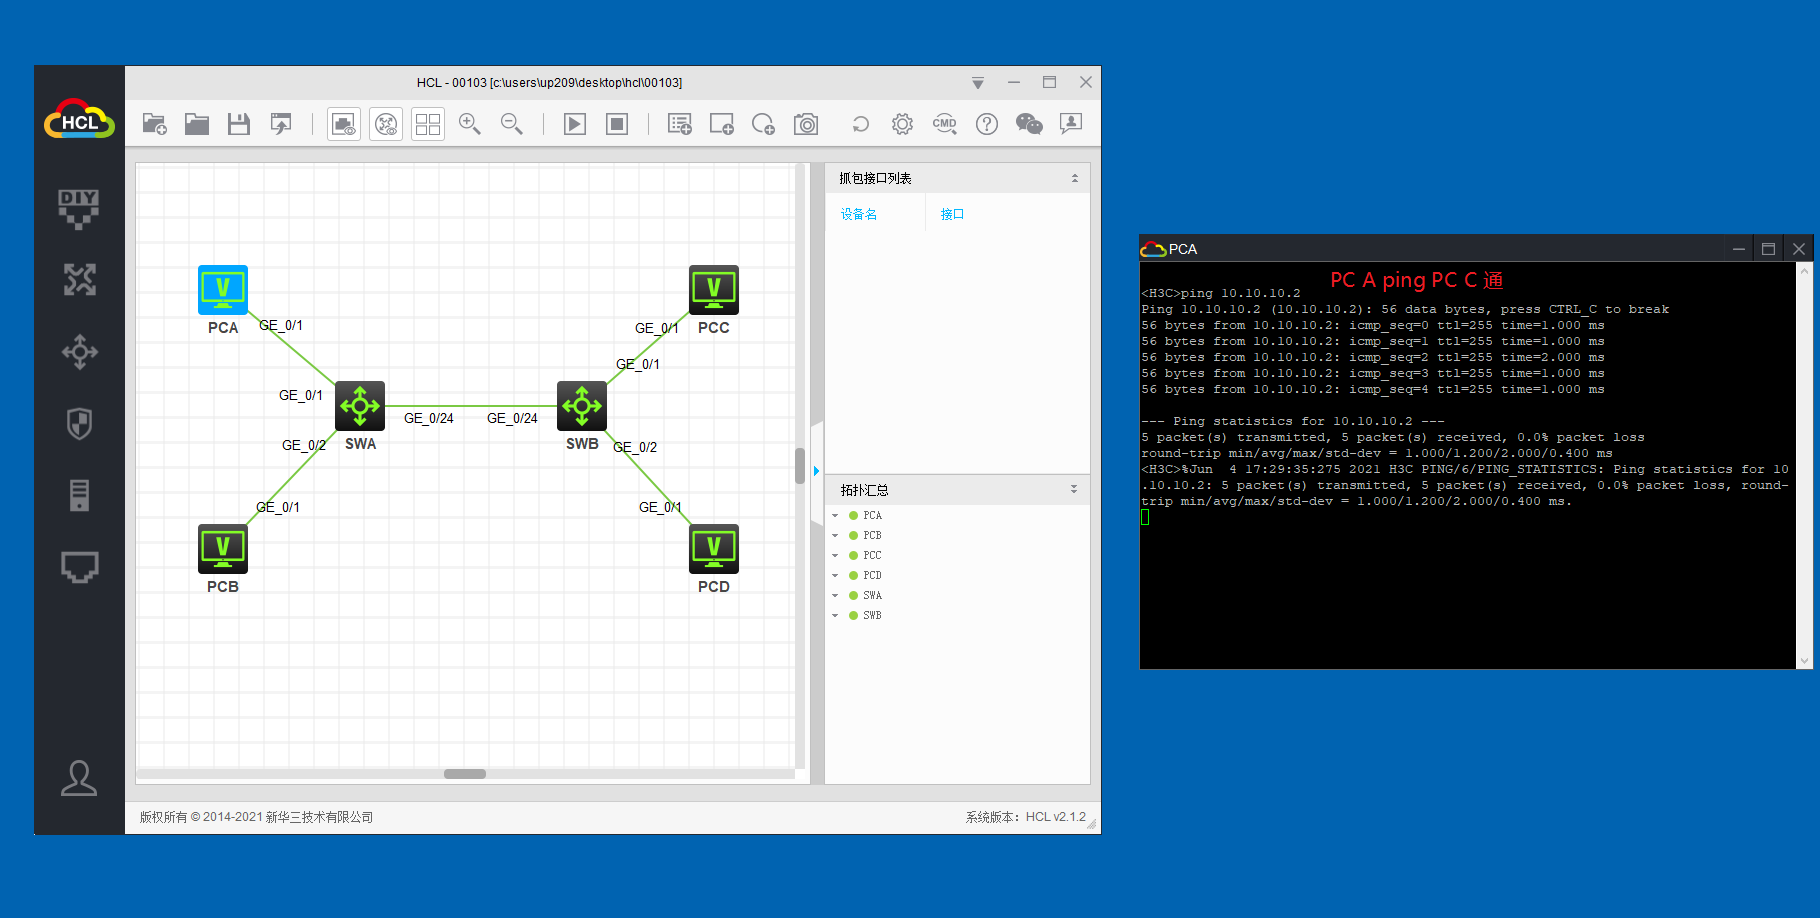 HCL - 00103 [c:\users\up209\desktop\hcl\00103]
HCL
CMD
DIY
抓包接口列表
设备名 接口
PCA
GE_0/1
PCC
GE_0/1
GE_0/1
GE_0/1
SWA
GE_0/24
GE_0/24
SWB
GE_0/2
GE_0/2
GE_0/1
GE_0/1
PCB
PCD
拓扑汇总
PCA
PCB
PCC
PCD
SWA
SWB
版权所有 © 2014-2021 新华三技术有限公司
系统版本：HCL v2.1.2
PCA
PC A ping PC C 通
<H3C>ping 10.10.10.2
Ping 10.10.10.2 (10.10.10.2): 56 data bytes, press CTRL_C to break
56 bytes from 10.10.10.2: icmp_seq=0 ttl=255 time=1.000 ms
56 bytes from 10.10.10.2: icmp_seq=1 ttl=255 time=1.000 ms
56 bytes from 10.10.10.2: icmp_seq=2 ttl=255 time=2.000 ms
56 bytes from 10.10.10.2: icmp_seq=3 ttl=255 time=1.000 ms
56 bytes from 10.10.10.2: icmp_seq=4 ttl=255 time=1.000 ms
--- Ping statistics for 10.10.10.2 ---
5 packet(s) transmitted, 5 packet(s) received, 0.0% packet loss
round-trip min/avg/max/std-dev = 1.000/1.200/2.000/0.400 ms
<H3C>%Jun  4 17:29:35:275 2021 H3C PING/6/PING_STATISTICS: Ping statistics for 10
.10.10.2: 5 packet(s) transmitted, 5 packet(s) received, 0.0% packet loss, round-
trip min/avg/max/std-dev = 1.000/1.200/2.000/0.400 ms.